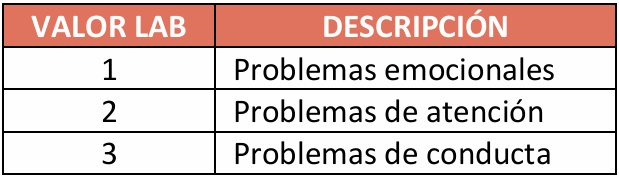 VALOR LAB DESCRIPCIÓN
1 Problemas emocionales
2 Problemas de atención
3 Problemas de conducta